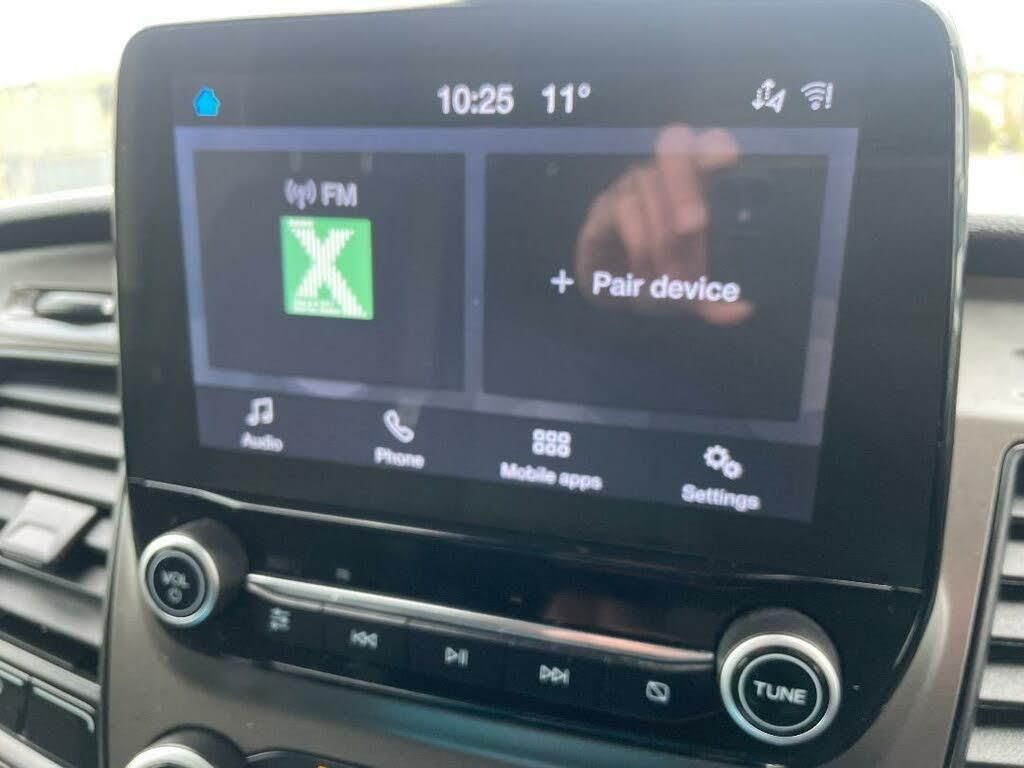 10:25 11°
FM
X
+ Pair device
Audio
Phone
Mobile apps
Settings
VOL
TUNE